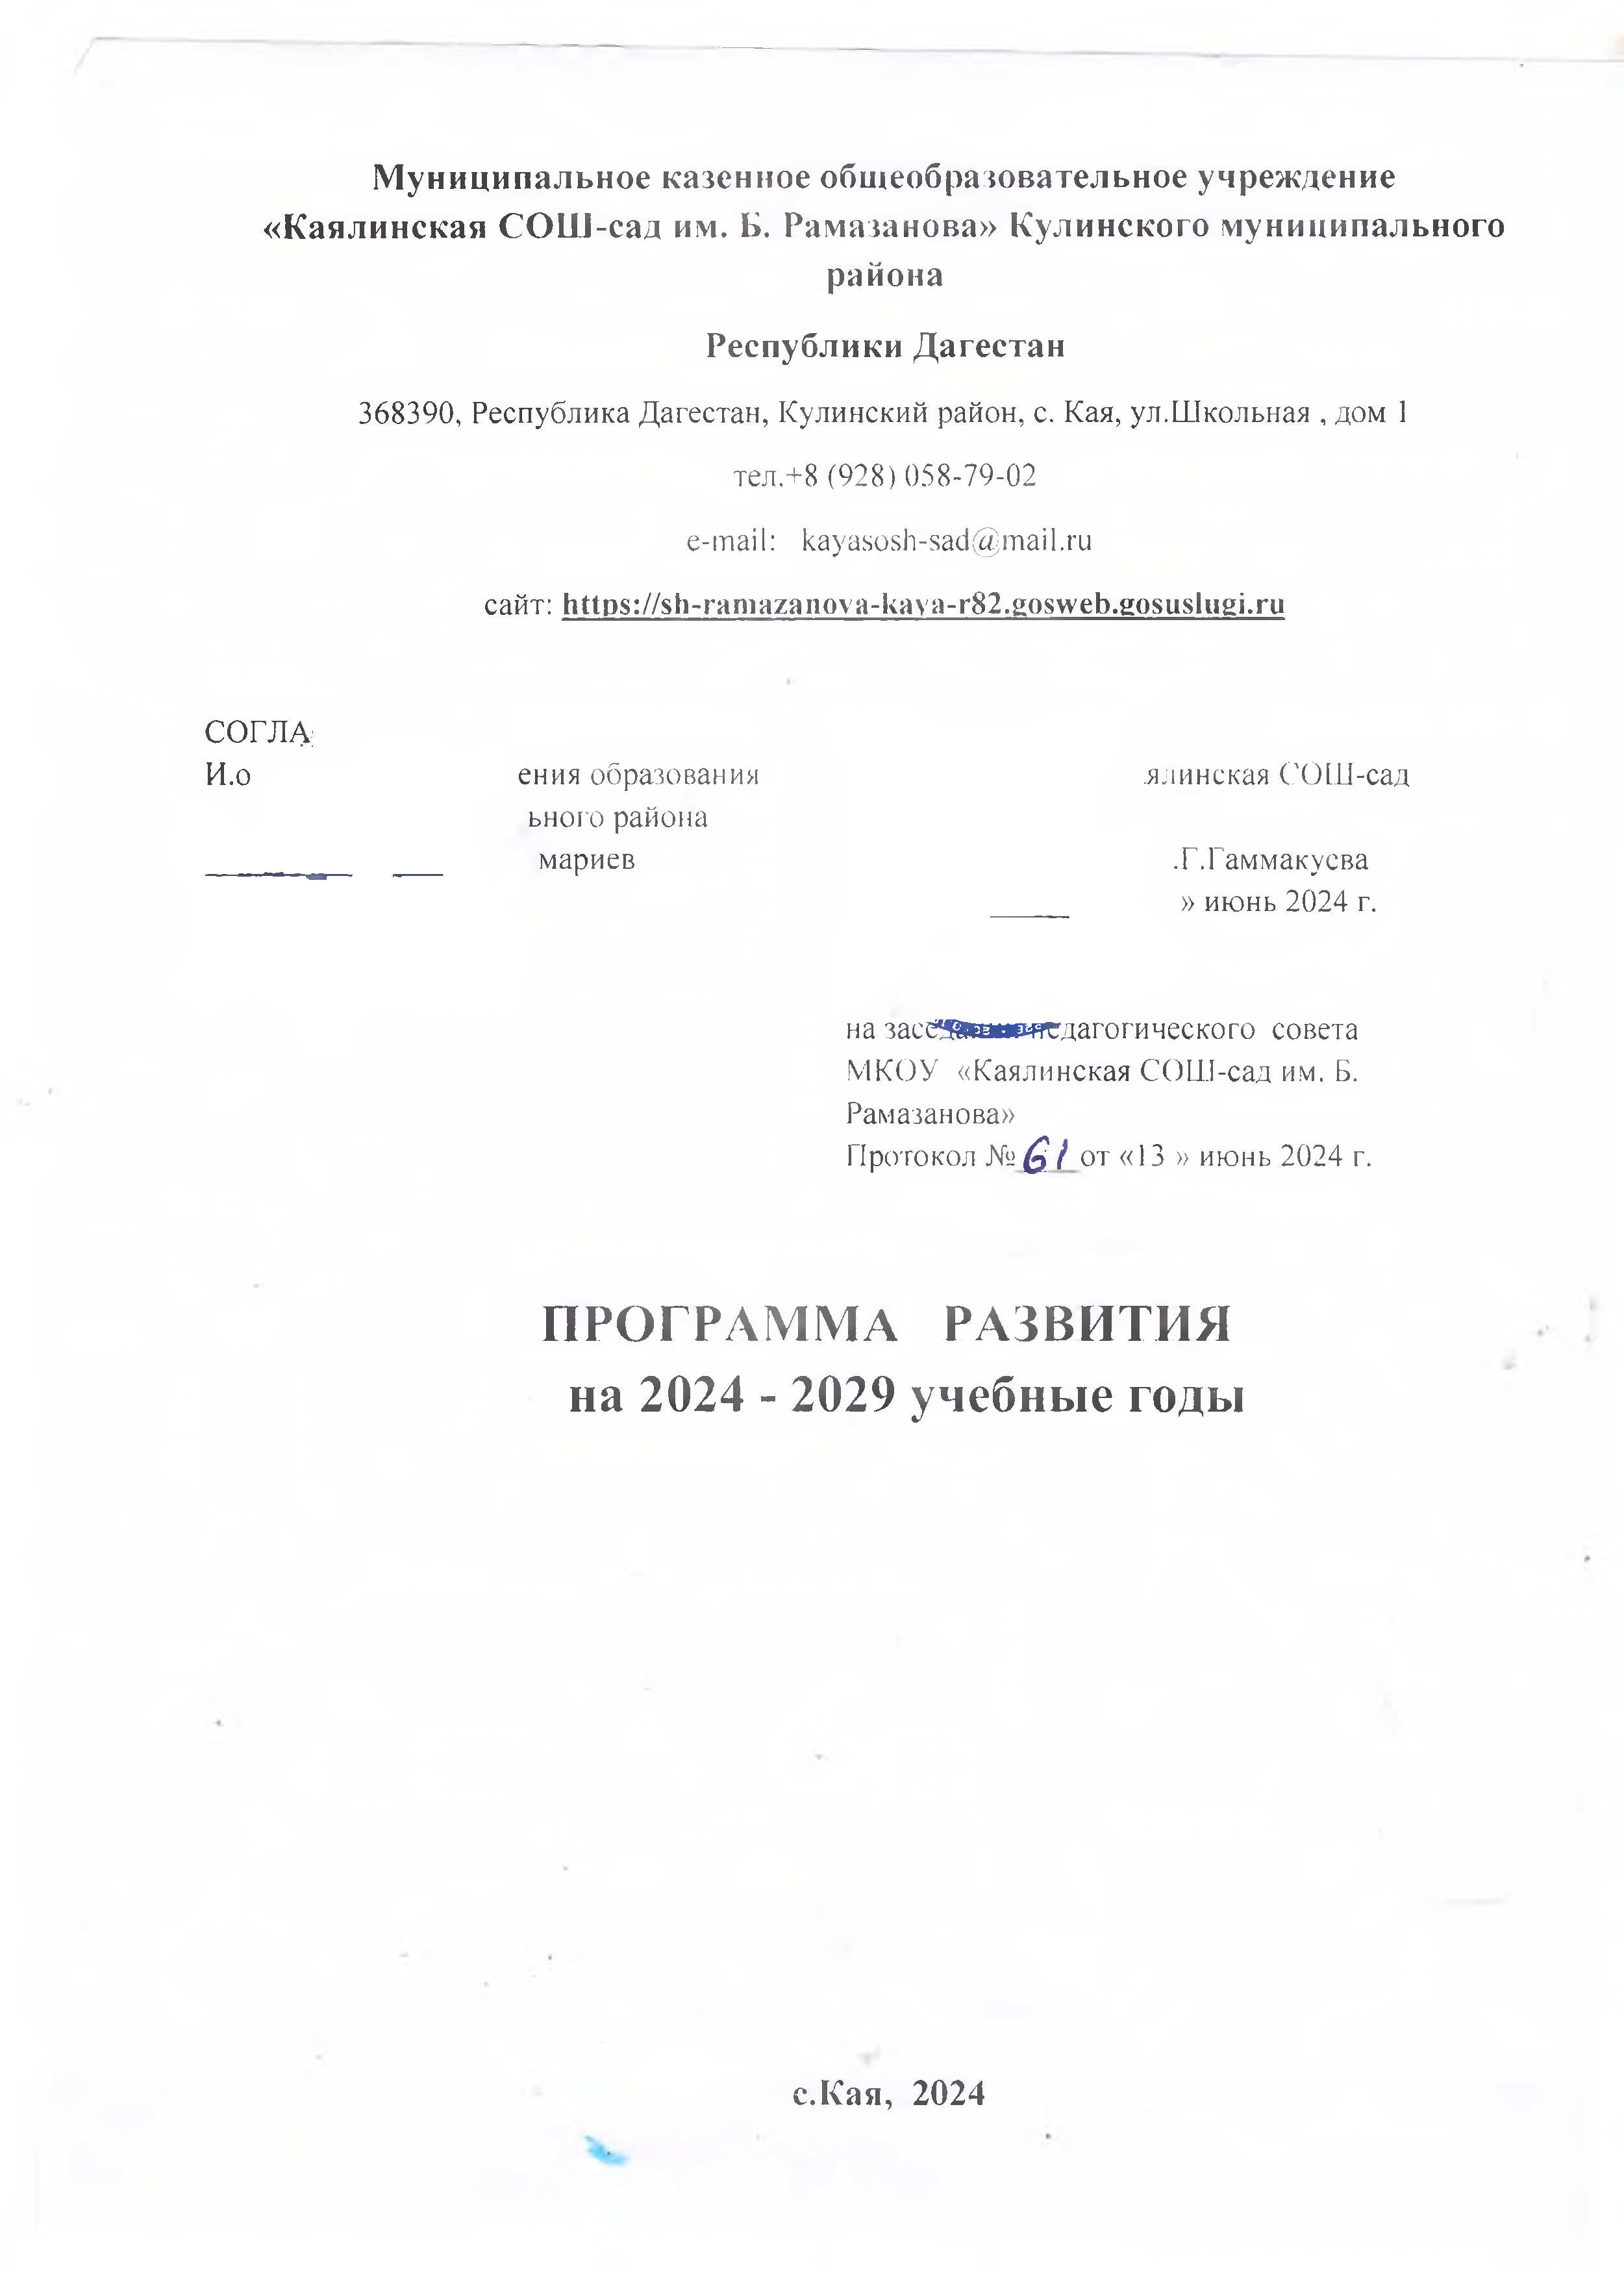 Муниципальное казенное общеобразовательное учреждение
«Каялинская СОШ-сад им. Б. Рамазанова» Кулинского муниципального
района
Республики Дагестан
368390, Республика Дагестан, Кулинский район, с. Кая, ул.Школьная , дом 1
тел.+8 (928) 058-79-02
e-mail: kayasosh-sad@mail.ru
сайт: https://sh-ramazanova-kaya-r82.gosweb.gosuslugi.ru
СОГЛА
И.о ения образования
ьного района
мариев
ялинская СОШ-сад
.Г.Гаммакуева
» июнь 2024 г.
на заседании педагогического совета
МКОУ «Каялинская СОШ-сад им. Б.
Рамазанова»
Протокол № 61 от «13 » июнь 2024 г.
ПРОГРАММА РАЗВИТИЯ
на 2024 - 2029 учебные годы
с.Кая, 2024